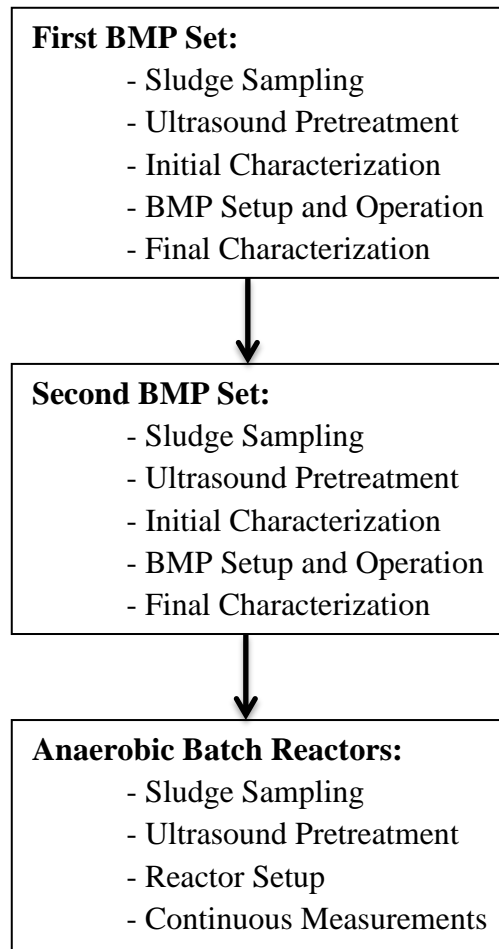 First BMP Set:
- Sludge Sampling
- Ultrasound Pretreatment
- Initial Characterization
- BMP Setup and Operation
- Final Characterization
Second BMP Set:
- Sludge Sampling
- Ultrasound Pretreatment
- Initial Characterization
- BMP Setup and Operation
- Final Characterization
Anaerobic Batch Reactors:
- Sludge Sampling
- Ultrasound Pretreatment
- Reactor Setup
- Continuous Measurements